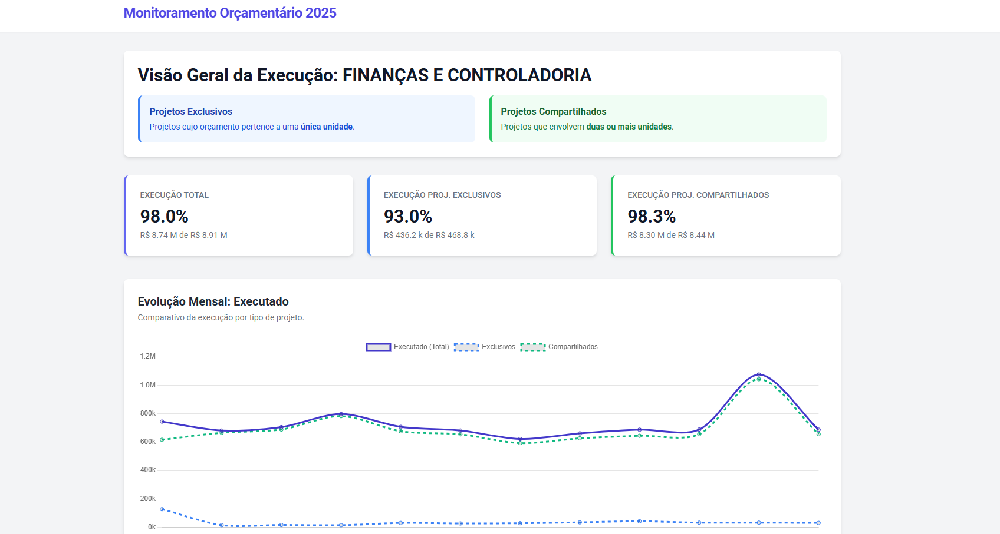 Monitoramento Orçamentário 2025
Visão Geral da Execução: FINANÇAS E CONTROLADORIA
Projetos Exclusivos
Projetos cujo orçamento pertence a uma única unidade.
Projetos Compartilhados
Projetos que envolvem duas ou mais unidades.
EXECUÇÃO TOTAL
98.0%
R$ 8.74 M de R$ 8.91 M
EXECUÇÃO PROJ. EXCLUSIVOS
93.0%
R$ 436.2 k de R$ 468.8 k
EXECUÇÃO PROJ. COMPARTILHADOS
98.3%
R$ 8.30 M de R$ 8.44 M
Evolução Mensal: Executado
Comparativo da execução por tipo de projeto.
Executado (Total) Exclusivos Compartilhados
1.2M
1.0M
800k
600k
400k
200k
0k